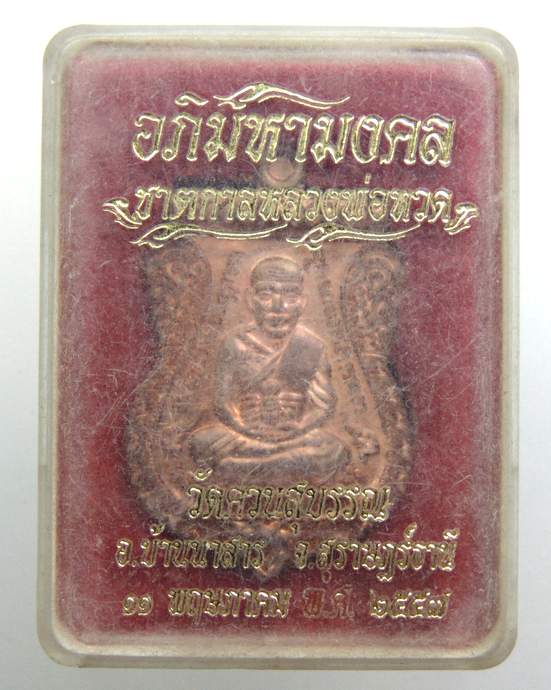 อภิมหามงคล
ชาตกาลหลวงพ่อทวด
วัดควนสุบรรณ
อ.บ้านนาสาร จ.สุราษฎร์ธานี
๑๑ พฤษภาคม พ.ศ. ๒๕๕๗